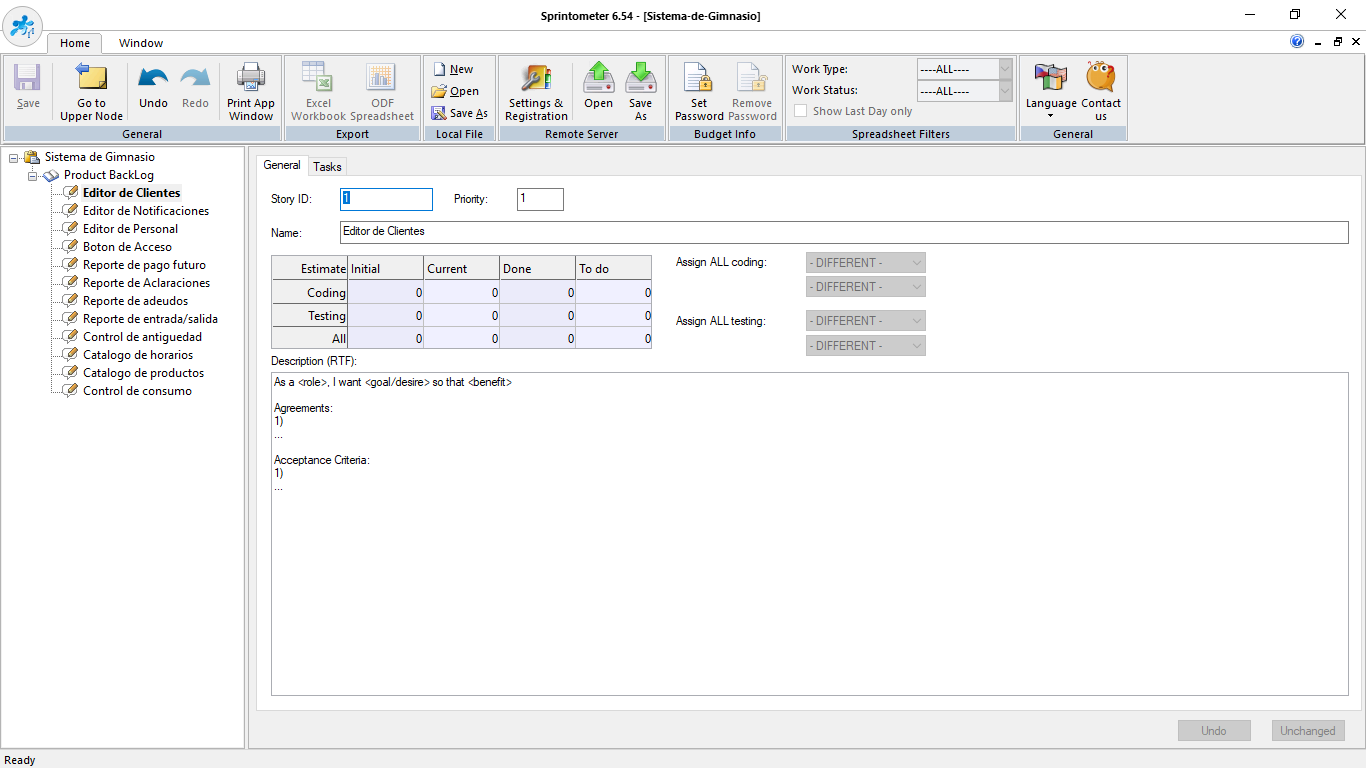 Sprintometer 6.54 - [Sistema-de-Gimnasio]
Home Window
Save
Go to Upper Node
Undo
Redo
Print App Window
General
Excel Workbook
ODF Spreadsheet
Export
New
Open
Save As
Local File
Settings & Registration
Open
Save As
Remote Server
Set Password
Remove Password
Budget Info
Work Type: ----ALL----
Work Status: ----ALL----
Show Last Day only
Spreadsheet Filters
Language
Contact us
General
Sistema de Gimnasio
Product BackLog
Editor de Clientes
Editor de Notificaciones
Editor de Personal
Boton de Acceso
Reporte de pago futuro
Reporte de Aclaraciones
Reporte de adeudos
Reporte de entrada/salida
Control de antiguedad
Catalogo de horarios
Catalogo de productos
Control de consumo
General Tasks
Story ID: 1 Priority: 1
Name: Editor de Clientes
Estimate Initial Current Done To do
Coding 0 0 0 0
Testing 0 0 0 0
All 0 0 0 0
Assign ALL coding: - DIFFERENT -
- DIFFERENT -
Assign ALL testing: - DIFFERENT -
- DIFFERENT -
Description (RTF):
As a <role>, I want <goal/desire> so that <benefit>
Agreements:
1)
...
Acceptance Criteria:
1)
...
Undo Unchanged
Ready